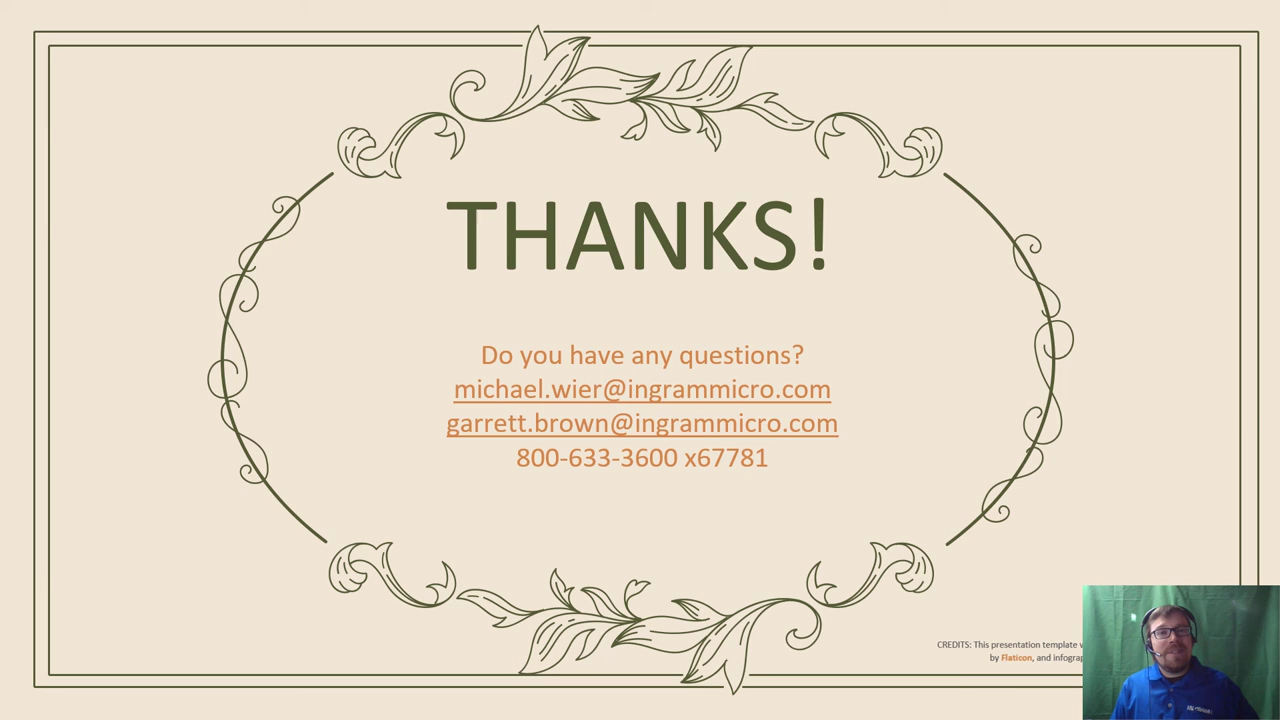 THANKS!
Do you have any questions?
michael.wier@ingrammicro.com
garrett.brown@ingrammicro.com
800-633-3600 x67781
CREDITS: This presentation template
by Flaticon, and